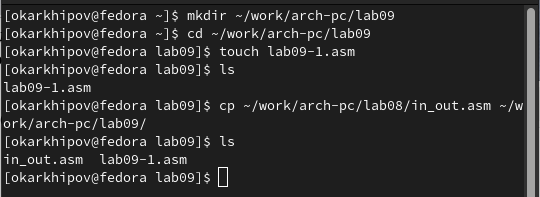 [okarkhipov@fedora ~]$ mkdir ~/work/arch-pc/lab09
[okarkhipov@fedora ~]$ cd ~/work/arch-pc/lab09
[okarkhipov@fedora lab09]$ touch lab09-1.asm
[okarkhipov@fedora lab09]$ ls
lab09-1.asm
[okarkhipov@fedora lab09]$ cp ~/work/arch-pc/lab08/in_out.asm ~/w
ork/arch-pc/lab09/
[okarkhipov@fedora lab09]$ ls
in_out.asm  lab09-1.asm
[okarkhipov@fedora lab09]$